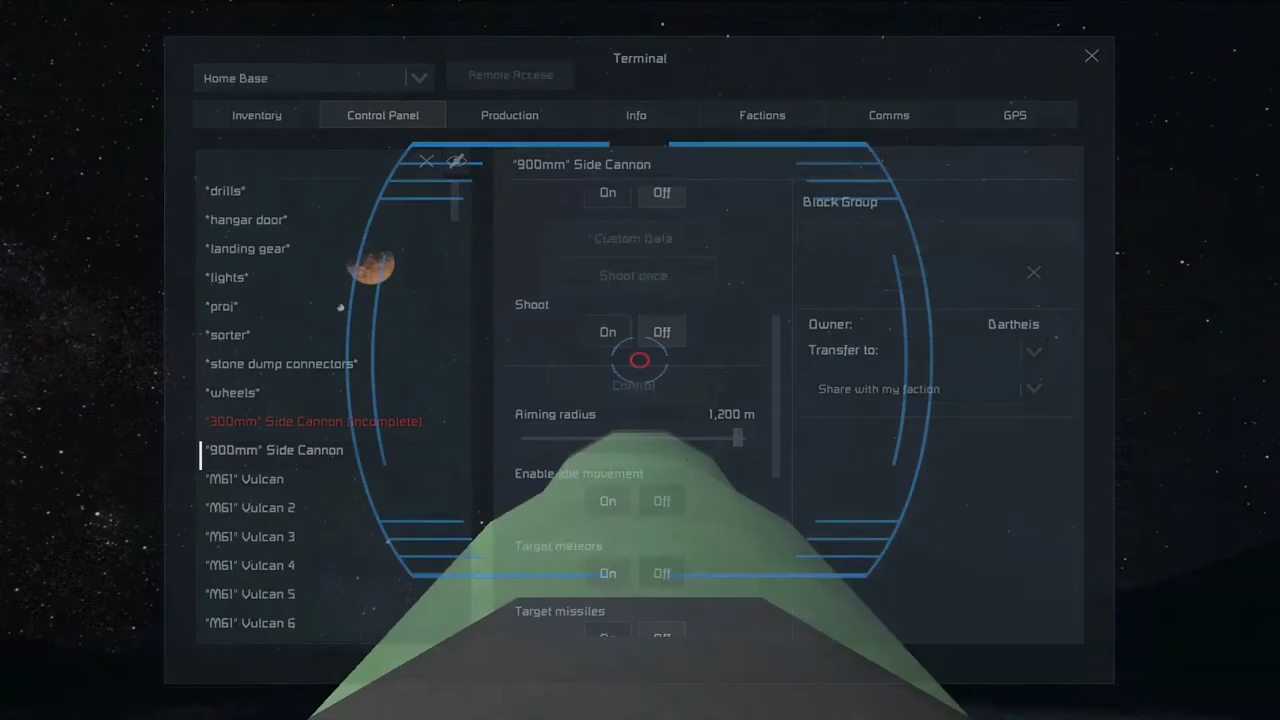 Terminal
Home Base
Remote Access
Inventory
Control Panel
Production
Info
Factions
Comms
GPS
*drills*
*hangar door*
*landing gear*
*lights*
*proj*
*sorter*
*stone dump connectors*
*wheels*
"300mm" Side Cannon (Incomplete)
"900mm" Side Cannon
"M61" Vulcan
"M61" Vulcan 2
"M61" Vulcan 3
"M61" Vulcan 4
"M61" Vulcan 5
"M61" Vulcan 6
"900mm" Side Cannon
On Off
* Custom Data
Shoot once
Shoot
On Off
Control
Aiming radius 1,200 m
Enable idle movement
On Off
Target meteors
On Off
Target missiles
On Off
Block Group
Owner: Bartheis
Transfer to:
Share with my faction